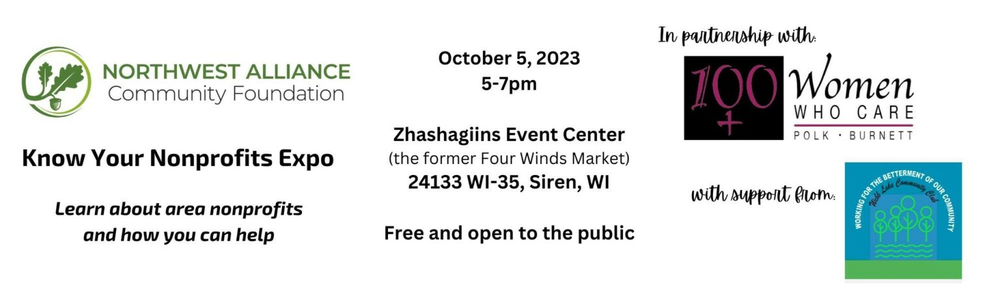 NORTHWEST ALLIANCE
Community Foundation
Know Your Nonprofits Expo
Learn about area nonprofits
and how you can help
October 5, 2023
5-7pm
Zhashagiins Event Center
(the former Four Winds Market)
24133 WI-35, Siren, WI
Free and open to the public
In partnership with:
100+
Women
WHO CARE
POLK • BURNETT
with support from:
WORKING FOR THE BETTERMENT OF OUR COMMUNITY
Webb Lake Community Club